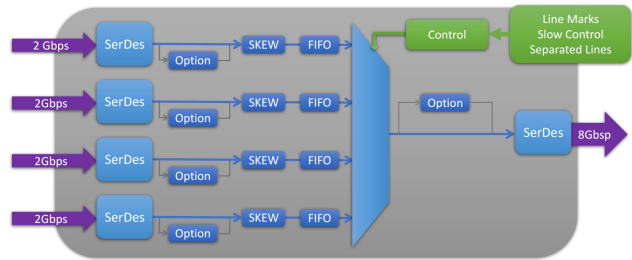 Line Marks
Slow Control
Separated Lines
Control
2 Gbps
SerDes
Option
SKEW
FIFO
2Gbps
SerDes
Option
SKEW
FIFO
Option
SerDes
8Gbsp
2Gbps
SerDes
Option
SKEW
FIFO
2Gbps
SerDes
Option
SKEW
FIFO